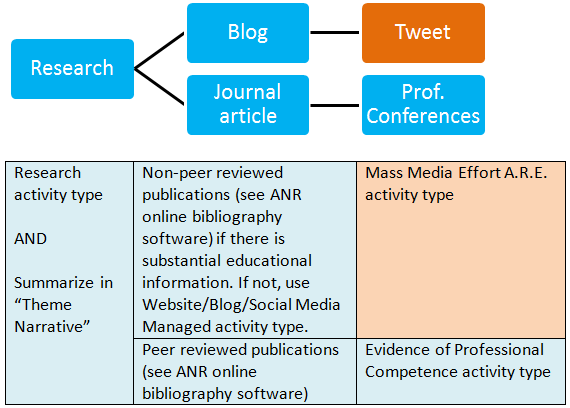 Blog
Tweet
Research
Journal
article
Prof.
Conferences
Research
activity type
AND
Summarize in
“Theme
Narrative”
Non-peer reviewed
publications (see ANR
online bibliography
software) if there is
substantial educational
information. If not, use
Website/Blog/Social Media
Managed activity type.
Mass Media Effort A.R.E.
activity type
Peer reviewed publications
(see ANR online
bibliography software)
Evidence of Professional
Competence activity type